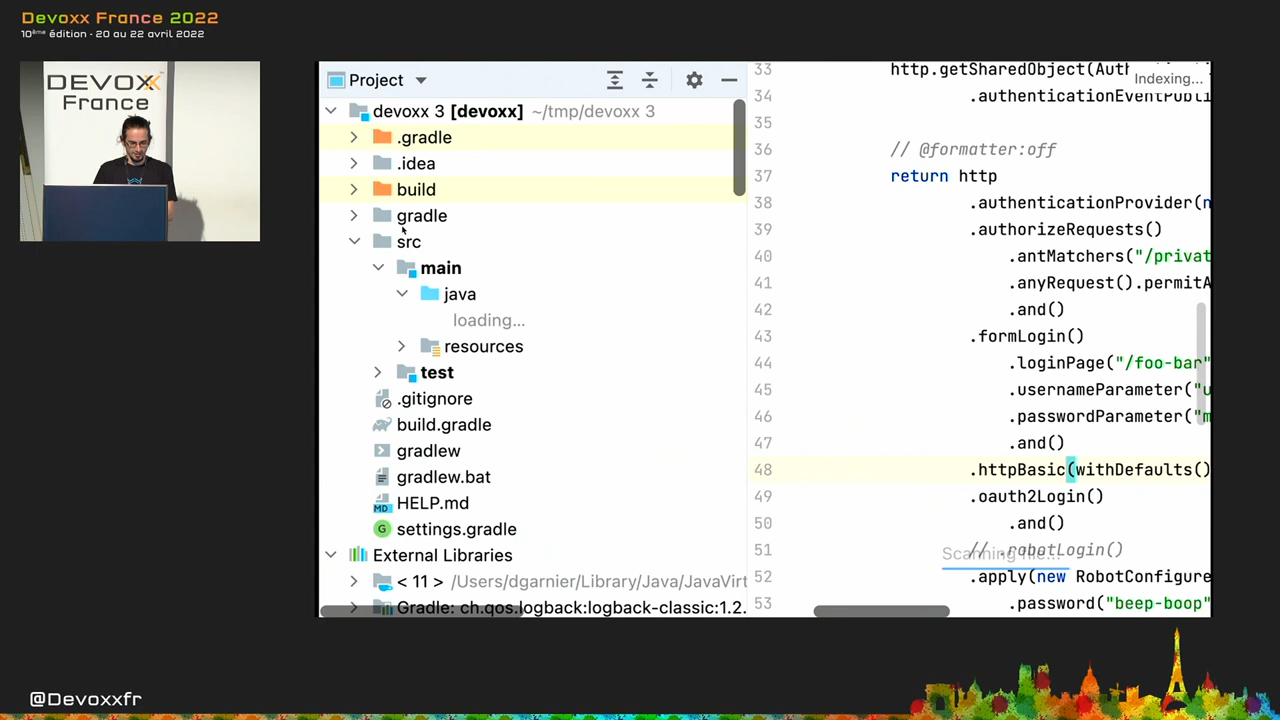 Devoxx France 2022
10ème édition - 20 au 22 avril 2022
DEVOXX
France
Project
devoxx 3 [devoxx] ~/tmp/devoxx 3
.gradle
.idea
build
gradle
src
main
java
loading...
resources
test
.gitignore
build.gradle
gradlew
gradlew.bat
HELP.md
settings.gradle
External Libraries
< 11 > /Users/dgarnier/Library/Java/JavaVirt
Gradle: ch.qos.logback:logback-classic:1.2.
Indexing...
33 http.getSharedObject(Auth
34 .authenticationEventPubli
35
36 // @formatter:off
37 return http
38 .authenticationProvider(n
39 .authorizeRequests()
40 .antMatchers("/privat
41 .anyRequest().permitA
42 .and()
43 .formLogin()
44 .loginPage("/foo-bar"
45 .usernameParameter("u
46 .passwordParameter("m
47 .and()
48 .httpBasic(withDefaults()
49 .oauth2Login()
50 .and()
51 // .robotLogin()
Scanning file...
52 .apply(new RobotConfigure
53 .password("beep-boop"
@Devoxxfr